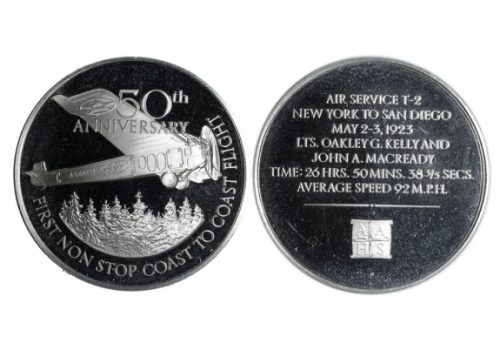 50th
ANNIVERSARY
FIRST NON STOP COAST TO COAST FLIGHT
AIR SERVICE T-2
NEW YORK TO SAN DIEGO
MAY 2-3, 1923
LTS. OAKLEY G. KELLY AND
JOHN A. MACREADY
TIME: 26 HRS. 50 MINS. 38-3/5 SECS.
AVERAGE SPEED 92 M.P.H.
A A
H S